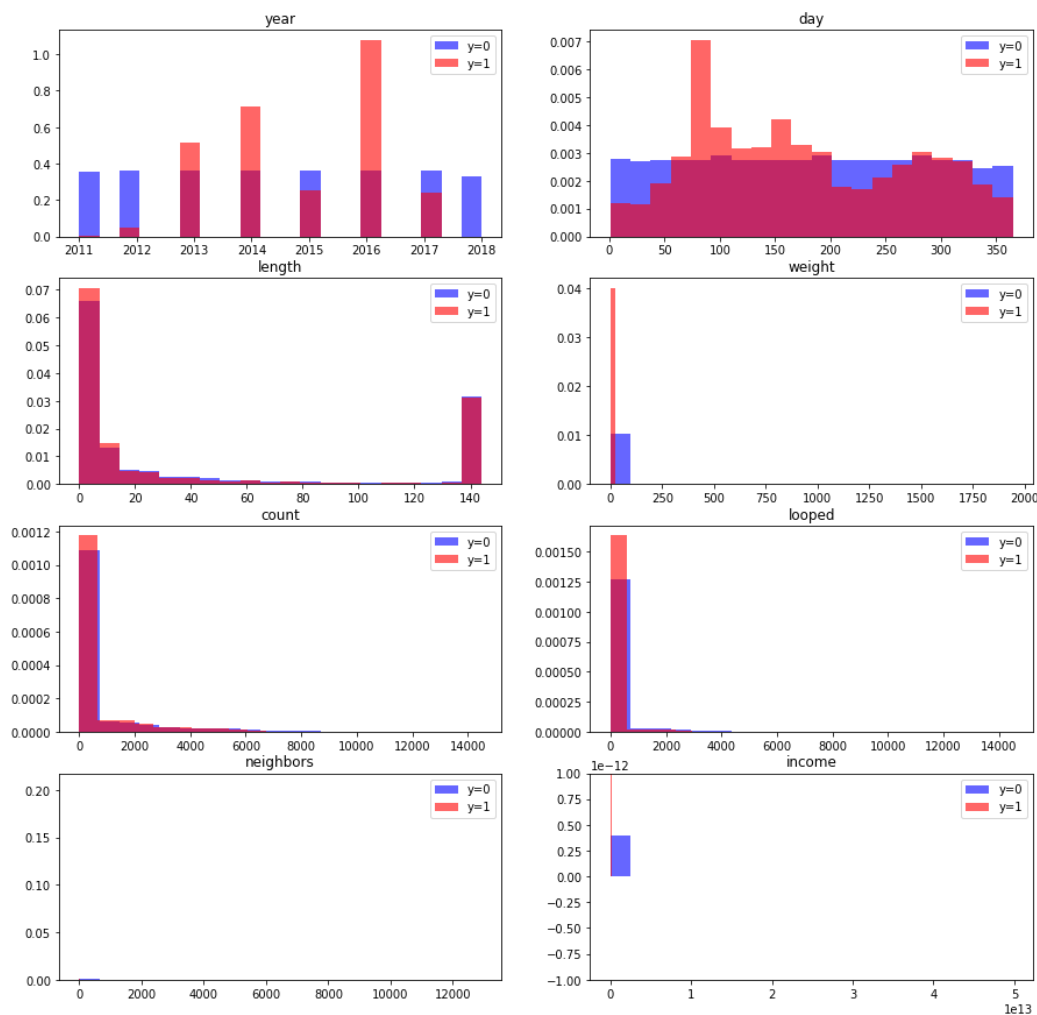 year
1.0
0.8
0.6
0.4
0.2
0.0
2011 2012 2013 2014 2015 2016 2017 2018
y=0
y=1
day
0.007
0.006
0.005
0.004
0.003
0.002
0.001
0.000
0 50 100 150 200 250 300 350
y=0
y=1
length
0.07
0.06
0.05
0.04
0.03
0.02
0.01
0.00
0 20 40 60 80 100 120 140
y=0
y=1
weight
0.04
0.03
0.02
0.01
0.00
0 250 500 750 1000 1250 1500 1750 2000
y=0
y=1
count
0.0012
0.0010
0.0008
0.0006
0.0004
0.0002
0.0000
0 2000 4000 6000 8000 10000 12000 14000
y=0
y=1
looped
0.00150
0.00125
0.00100
0.00075
0.00050
0.00025
0.00000
0 2000 4000 6000 8000 10000 12000 14000
y=0
y=1
neighbors
0.20
0.15
0.10
0.05
0.00
0 2000 4000 6000 8000 10000 12000
y=0
y=1
income
1e−12
1.00
0.75
0.50
0.25
0.00
−0.25
−0.50
−0.75
−1.00
0 1 2 3 4 5
1e13
y=0
y=1